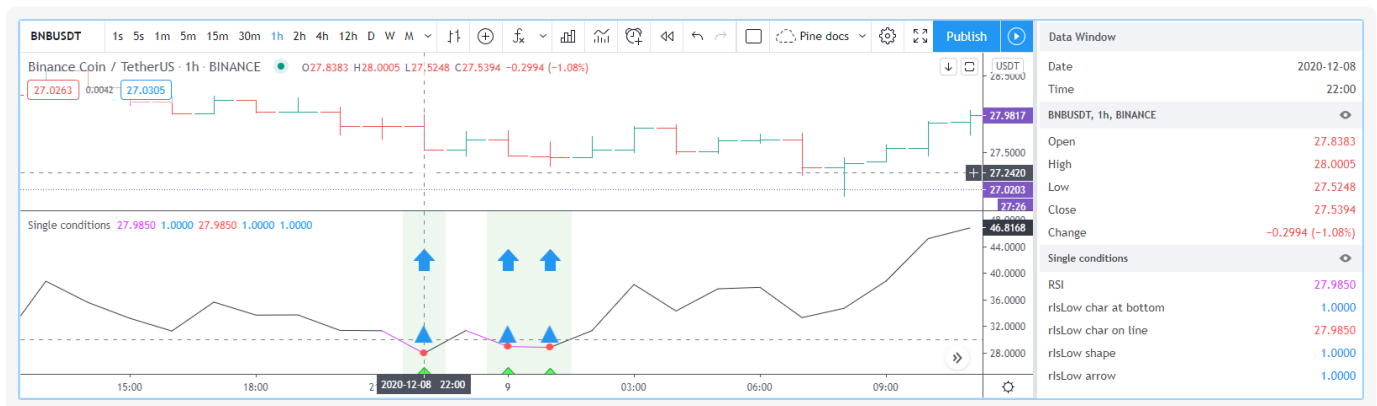 BNBUSDT 1s 5s 1m 5m 15m 30m 1h 2h 4h 12h D W M Pine docs Publish
Binance Coin / TetherUS · 1h · BINANCE O27.8383 H28.0005 L27.5248 C27.5394 −0.2994 (−1.08%) USDT
28.5000
27.0263 0.0042 27.0305
27.9817
27.5000
27.2420
27.0203
27:26
Single conditions 27.9850 1.0000 27.9850 1.0000 1.0000
48.0000
46.8168
44.0000
40.0000
36.0000
32.0000
28.0000
15:00 18:00 2020-12-08 22:00 9 03:00 06:00 09:00
Data Window
Date 2020-12-08
Time 22:00
BNBUSDT, 1h, BINANCE
Open 27.8383
High 28.0005
Low 27.5248
Close 27.5394
Change −0.2994 (−1.08%)
Single conditions
RSI 27.9850
rIsLow char at bottom 1.0000
rIsLow char on line 27.9850
rIsLow shape 1.0000
rIsLow arrow 1.0000